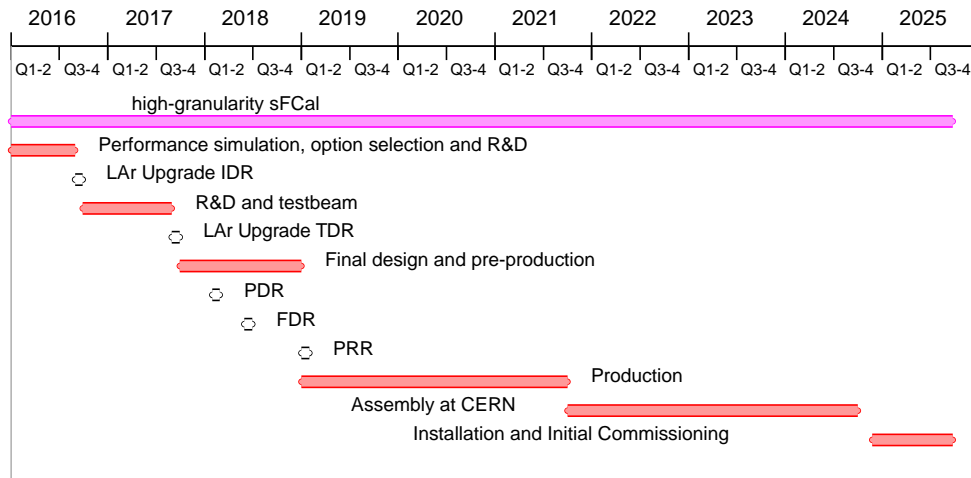 2016 2017 2018 2019 2020 2021 2022 2023 2024 2025
Q1-2 Q3-4 Q1-2 Q3-4 Q1-2 Q3-4 Q1-2 Q3-4 Q1-2 Q3-4 Q1-2 Q3-4 Q1-2 Q3-4 Q1-2 Q3-4 Q1-2 Q3-4 Q1-2 Q3-4
high-granularity sFCal
Performance simulation, option selection and R&D
LAr Upgrade IDR
R&D and testbeam
LAr Upgrade TDR
Final design and pre-production
PDR
FDR
PRR
Production
Assembly at CERN
Installation and Initial Commissioning